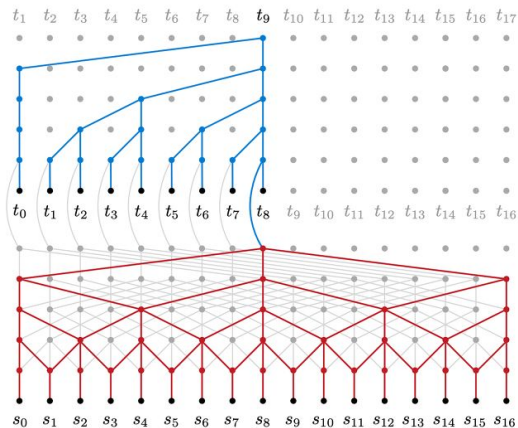 t₁ t₂ t₃ t₄ t₅ t₆ t₇ t₈ t₉ t₁₀ t₁₁ t₁₂ t₁₃ t₁₄ t₁₅ t₁₆ t₁₇
t₀ t₁ t₂ t₃ t₄ t₅ t₆ t₇ t₈ t₉ t₁₀ t₁₁ t₁₂ t₁₃ t₁₄ t₁₅ t₁₆
s₀ s₁ s₂ s₃ s₄ s₅ s₆ s₇ s₈ s₉ s₁₀ s₁₁ s₁₂ s₁₃ s₁₄ s₁₅ s₁₆